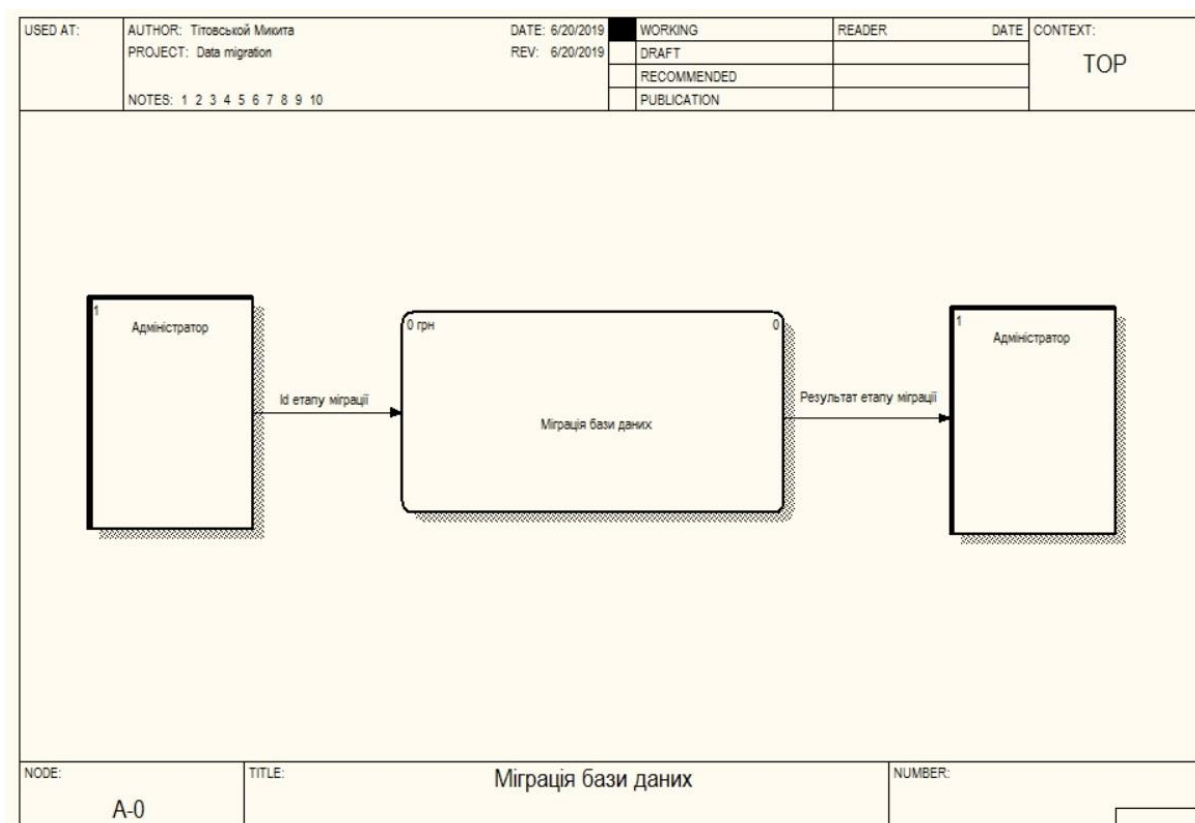 USED AT:
AUTHOR: Тітовськой Микита
DATE: 6/20/2019
PROJECT: Data migration
REV: 6/20/2019
NOTES: 1 2 3 4 5 6 7 8 9 10
WORKING
DRAFT
RECOMMENDED
PUBLICATION
READER
DATE
CONTEXT:
TOP
1
Адміністратор
Id етапу міграції
0 грн
0
Міграція бази даних
Результат етапу міграції
1
Адміністратор
NODE:
A-0
TITLE:
Міграція бази даних
NUMBER: